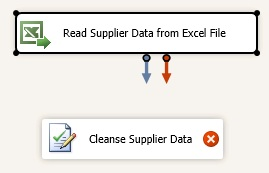 Read Supplier Data from Excel File
Cleanse Supplier Data